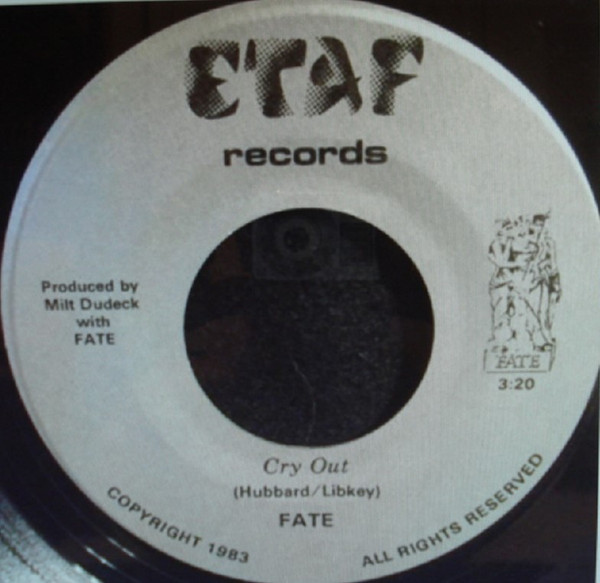 ETAF
records
Produced by
Milt Dudeck
with
FATE
FATE
3:20
Cry Out
(Hubbard/Libkey)
FATE
COPYRIGHT 1983
ALL RIGHTS RESERVED